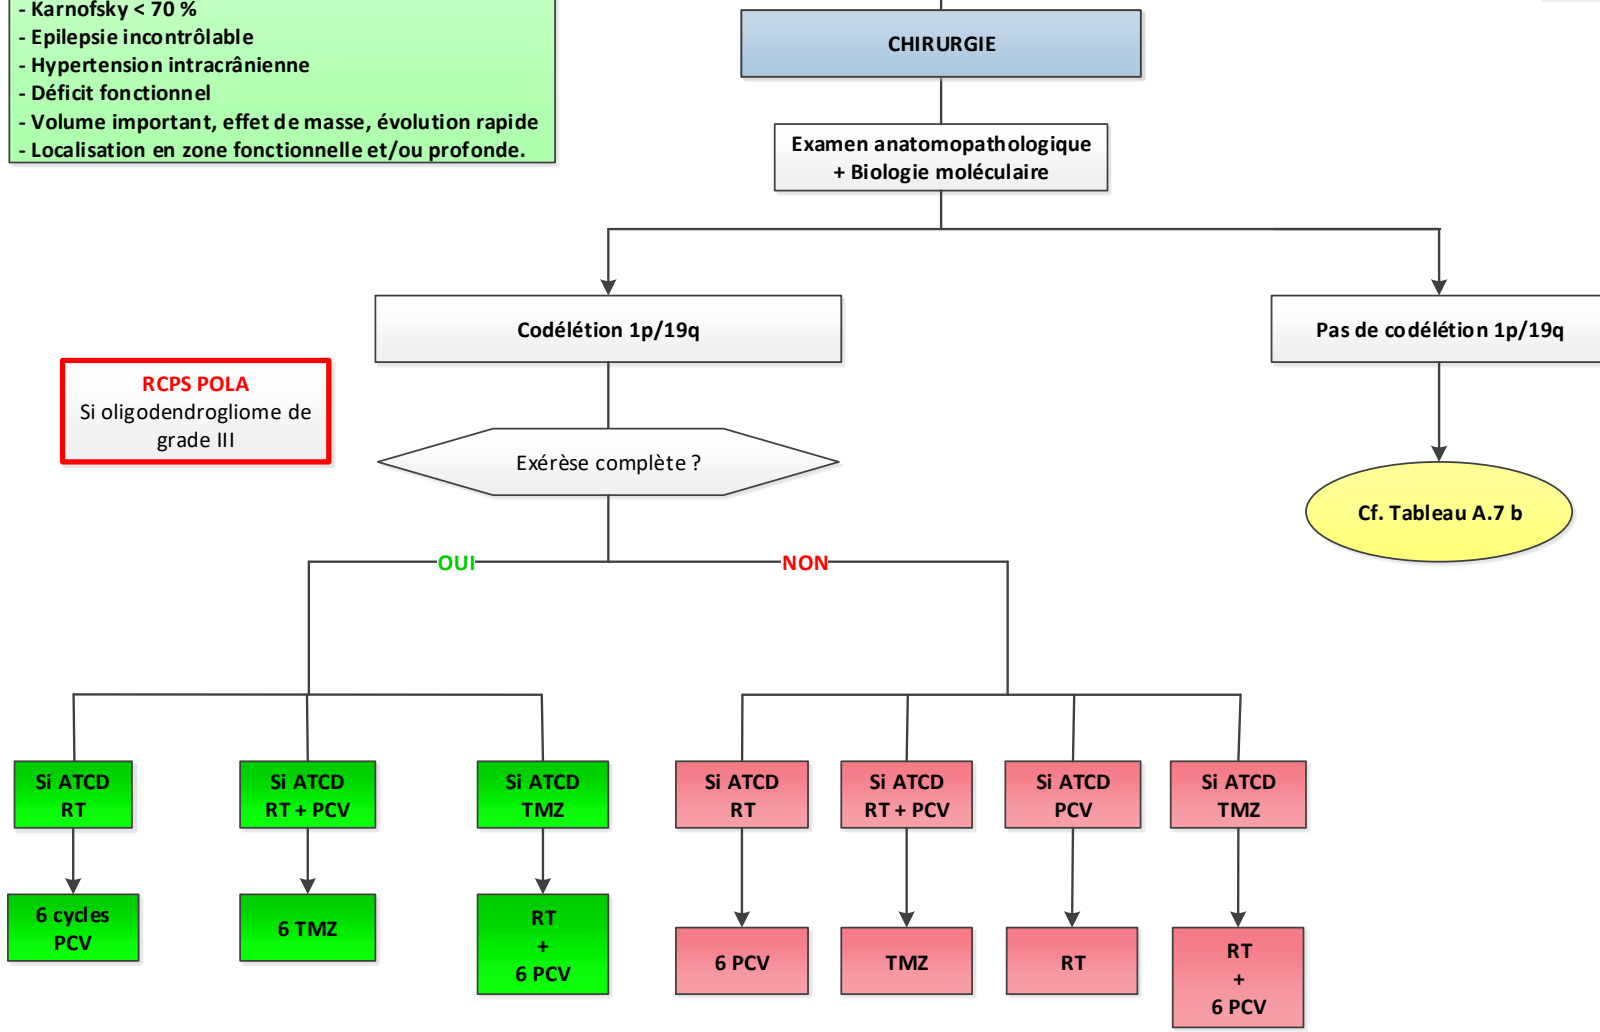 - Karnofsky < 70 %
- Epilepsie incontrôlable
- Hypertension intracrânienne
- Déficit fonctionnel
- Volume important, effet de masse, évolution rapide
- Localisation en zone fonctionnelle et/ou profonde.
CHIRURGIE
Examen anatomopathologique
+ Biologie moléculaire
Codélétion 1p/19q
Pas de codélétion 1p/19q
RCPS POLA
Si oligodendrogliome de
grade III
Exérèse complète ?
Cf. Tableau A.7 b
OUI
NON
Si ATCD
RT
Si ATCD
RT + PCV
Si ATCD
TMZ
Si ATCD
RT
Si ATCD
RT + PCV
Si ATCD
PCV
Si ATCD
TMZ
6 cycles
PCV
6 TMZ
RT
+
6 PCV
6 PCV
TMZ
RT
RT
+
6 PCV